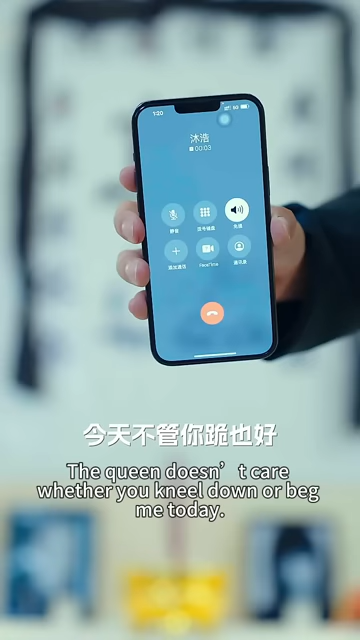 1:20
5G
沐浩
00:03
静音
拨号键盘
免提
添加通话
FaceTime
通讯录
今天不管你跪也好
The queen doesn’t care
whether you kneel down or beg
me today.